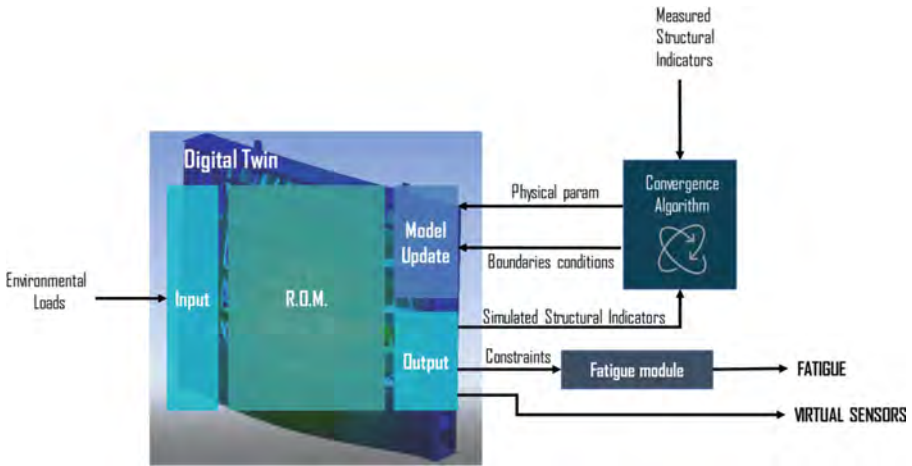 Measured
Structural
Indicators
Digital Twin
Convergence
Algorithm
Physical param
Model
Update
Boundaries conditions
Environmental
Loads
Input
R.O.M.
Simulated Structural Indicators
Output
Constraints
Fatigue module
FATIGUE
VIRTUAL SENSORS